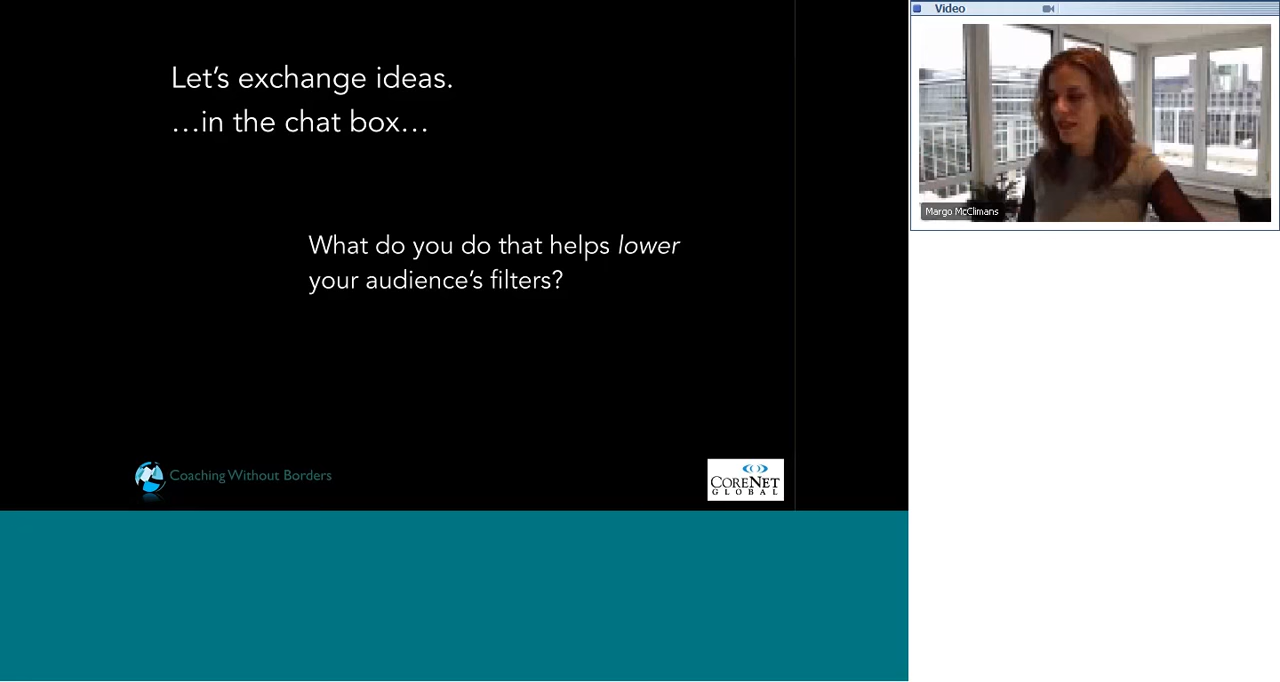 Let's exchange ideas.
...in the chat box...
What do you do that helps lower
your audience's filters?
Coaching Without Borders
CORENET
GLOBAL
Video
Margo McClimans